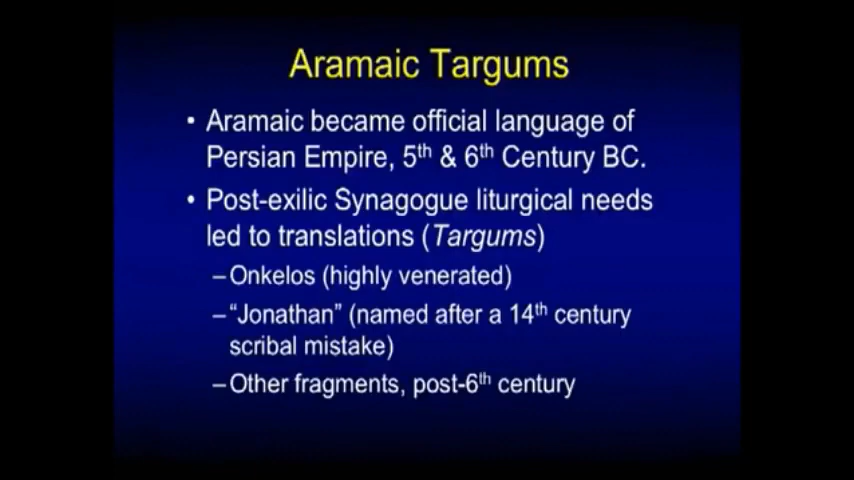 Aramaic Targums
• Aramaic became official language of
Persian Empire, 5th & 6th Century BC.
• Post-exilic Synagogue liturgical needs
led to translations (Targums)
–Onkelos (highly venerated)
–“Jonathan” (named after a 14th century
scribal mistake)
–Other fragments, post-6th century